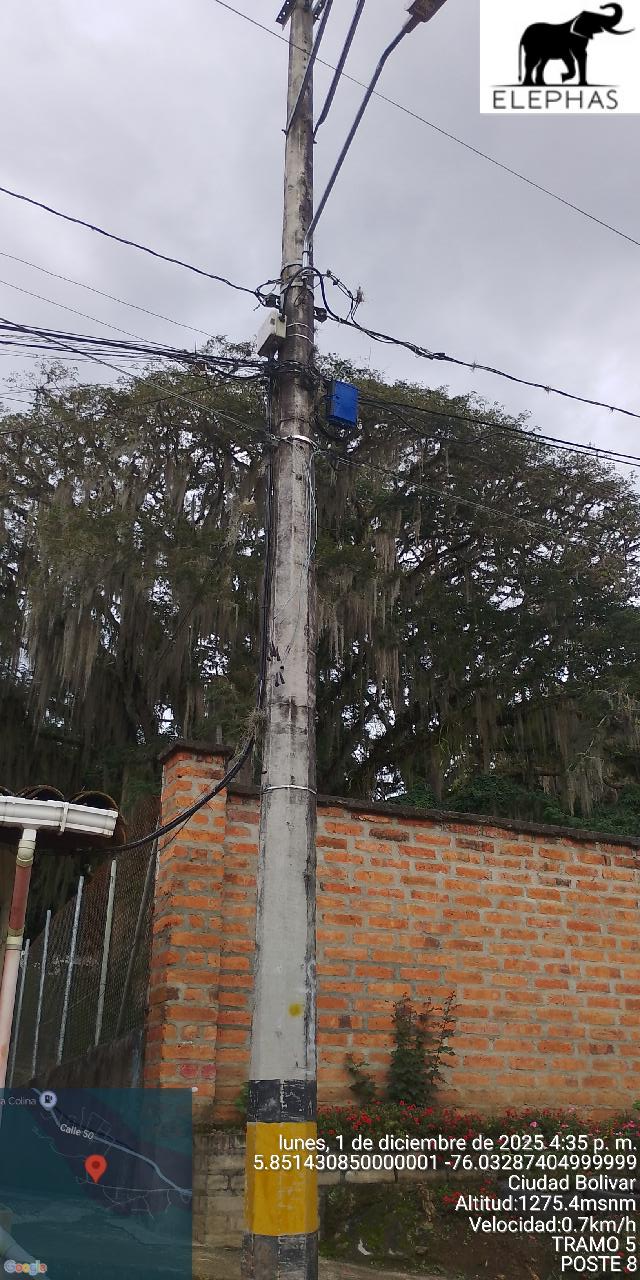 ELEPHAS
a Colina
Calle 50
Google
lunes, 1 de diciembre de 2025 4:35 p. m.
5.851430850000001 -76.03287404999999
Ciudad Bolivar
Altitud:1275.4msnm
Velocidad:0.7km/h
TRAMO 5
POSTE 8